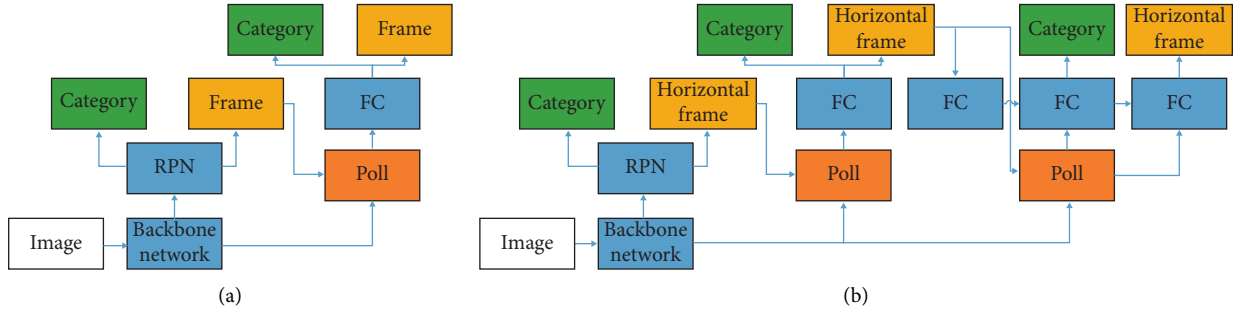 Category
Frame
Category
Frame
FC
RPN
Poll
Image
Backbone
network
(a)
Category
Horizontal
frame
Category
Horizontal
frame
Category
Horizontal
frame
FC
FC
FC
FC
RPN
Poll
Poll
Image
Backbone
network
(b)